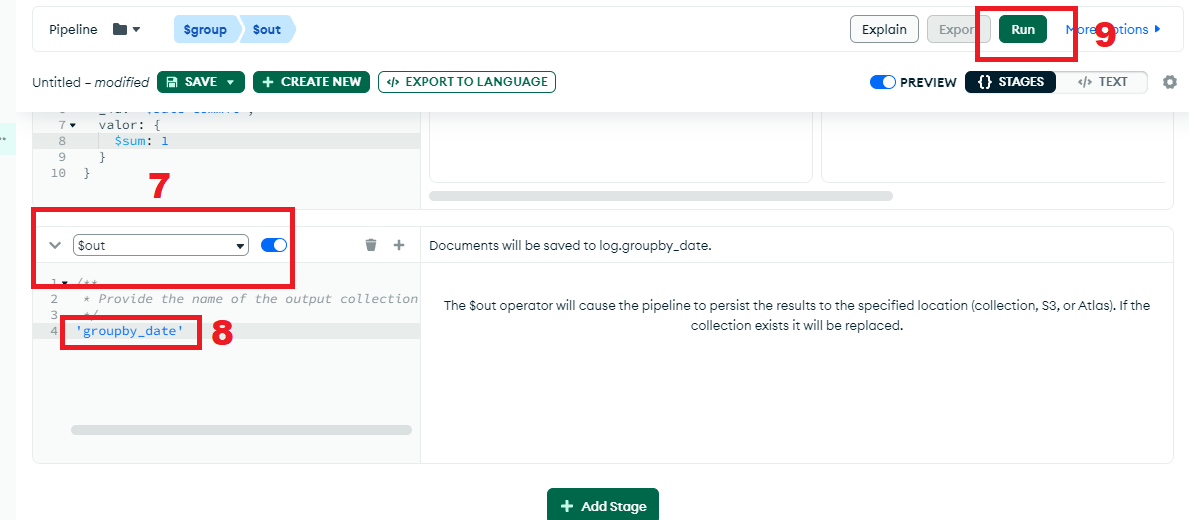 Pipeline
$group
$out
Explain
Expor
Run
More Options
9
Untitled – modified
SAVE
CREATE NEW
EXPORT TO LANGUAGE
PREVIEW
{} STAGES
</> TEXT
7 valor: {
8 $sum: 1
9 }
10 }
7
$out
Documents will be saved to log.groupby_date.
1 /**
2 * Provide the name of the output collection
3 */
4 'groupby_date'
8
The $out operator will cause the pipeline to persist the results to the specified location (collection, S3, or Atlas). If the
collection exists it will be replaced.
+ Add Stage